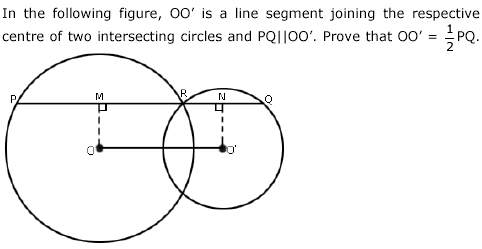 In the following figure, OO′ is a line segment joining the respective
centre of two intersecting circles and PQ||OO′. Prove that OO′ = 1/2 PQ.
P M R N Q
O O'